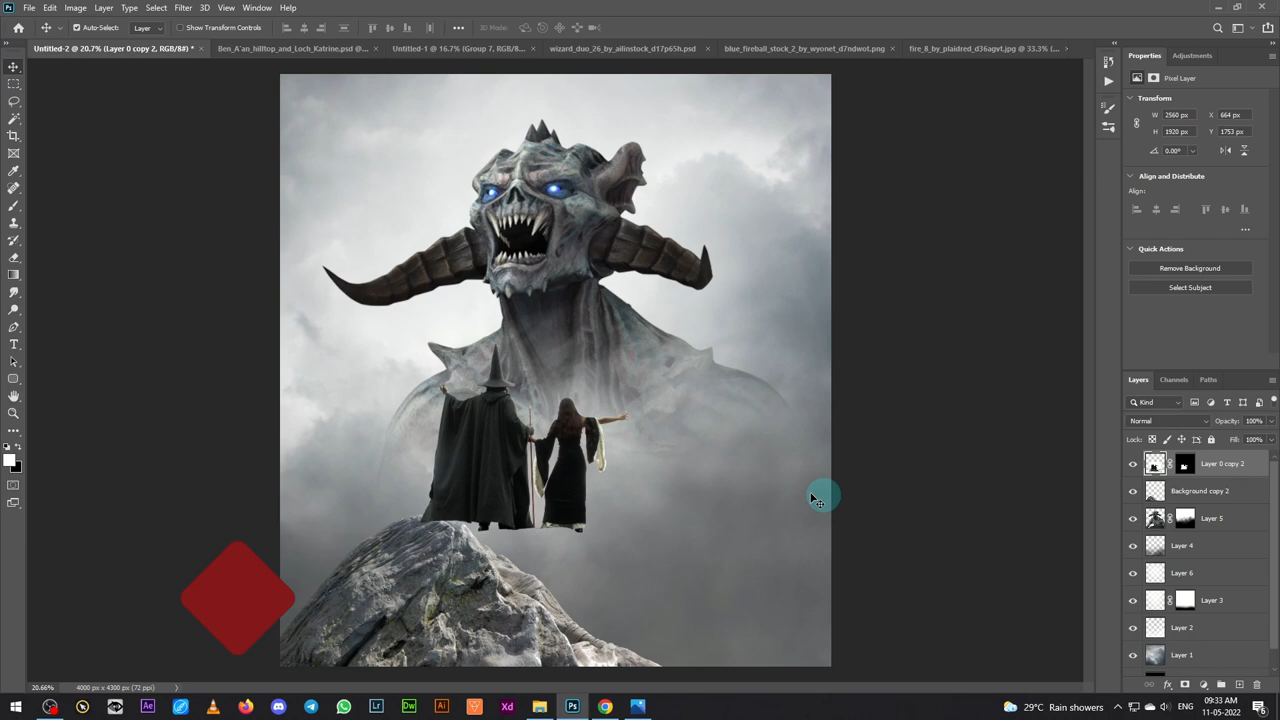 File Edit Image Layer Type Select Filter 3D View Window Help
Auto-Select: Layer Show Transform Controls 3D Mode:
Untitled-2 @ 20.7% (Layer 0 copy 2, RGB/8#) * × Ben_A'an_hilltop_and_Loch_Katrine.psd @... × Untitled-1 @ 16.7% (Group 7, RGB/8... × wizard_duo_26_by_ailinstock_d17p65h.psd × blue_fireball_stock_2_by_wyonet_d7ndwot.png × fire_8_by_plaidred_d36agvt.jpg @ 33.3% (...
Properties Adjustments
Pixel Layer
Transform
W 2560 px X 664 px
H 1920 px Y 1753 px
0.00°
Align and Distribute
Align:
Quick Actions
Remove Background
Select Subject
Layers Channels Paths
Kind
Normal Opacity: 100%
Lock: Fill: 100%
Layer 0 copy 2
Background copy 2
Layer 5
Layer 4
Layer 6
Layer 3
Layer 2
Layer 1
20.66% 4000 px x 4300 px (72 ppi)
29°C Rain showers ENG 09:33 AM
11-05-2022